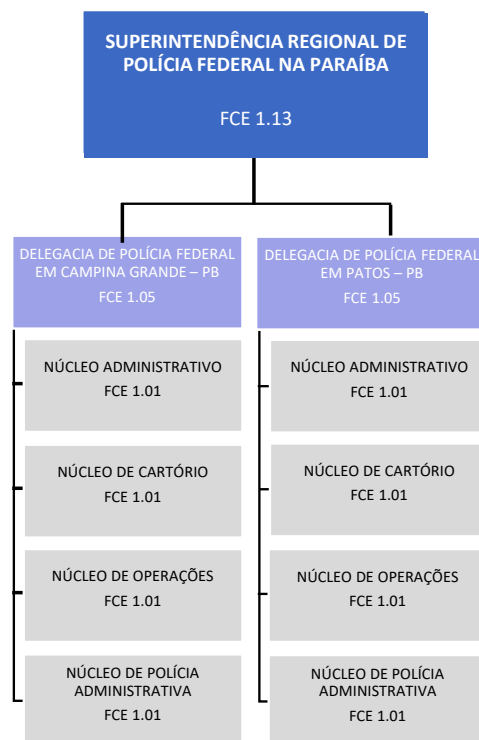 SUPERINTENDÊNCIA REGIONAL DE
POLÍCIA FEDERAL NA PARAÍBA
FCE 1.13
DELEGACIA DE POLÍCIA FEDERAL
EM CAMPINA GRANDE – PB
FCE 1.05
NÚCLEO ADMINISTRATIVO
FCE 1.01
NÚCLEO DE CARTÓRIO
FCE 1.01
NÚCLEO DE OPERAÇÕES
FCE 1.01
NÚCLEO DE POLÍCIA
ADMINISTRATIVA
FCE 1.01
DELEGACIA DE POLÍCIA FEDERAL
EM PATOS – PB
FCE 1.05
NÚCLEO ADMINISTRATIVO
FCE 1.01
NÚCLEO DE CARTÓRIO
FCE 1.01
NÚCLEO DE OPERAÇÕES
FCE 1.01
NÚCLEO DE POLÍCIA
ADMINISTRATIVA
FCE 1.01